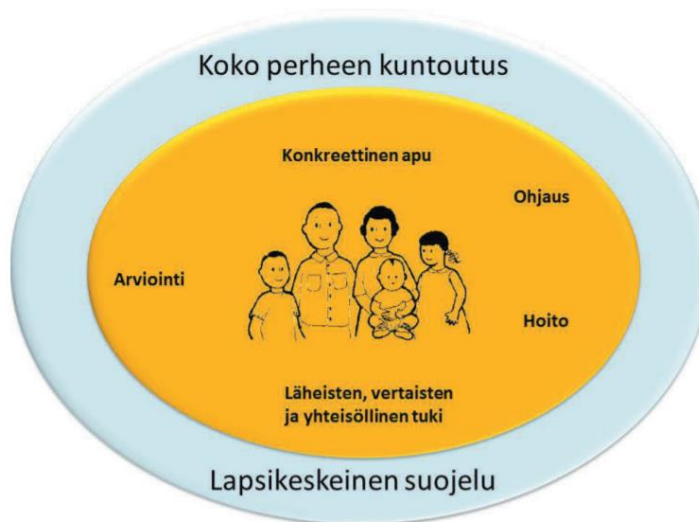 Koko perheen kuntoutus
Konkreettinen apu
Ohjaus
Arviointi
Hoito
Läheisten, vertaisten
ja yhteisöllinen tuki
Lapsikeskeinen suojelu